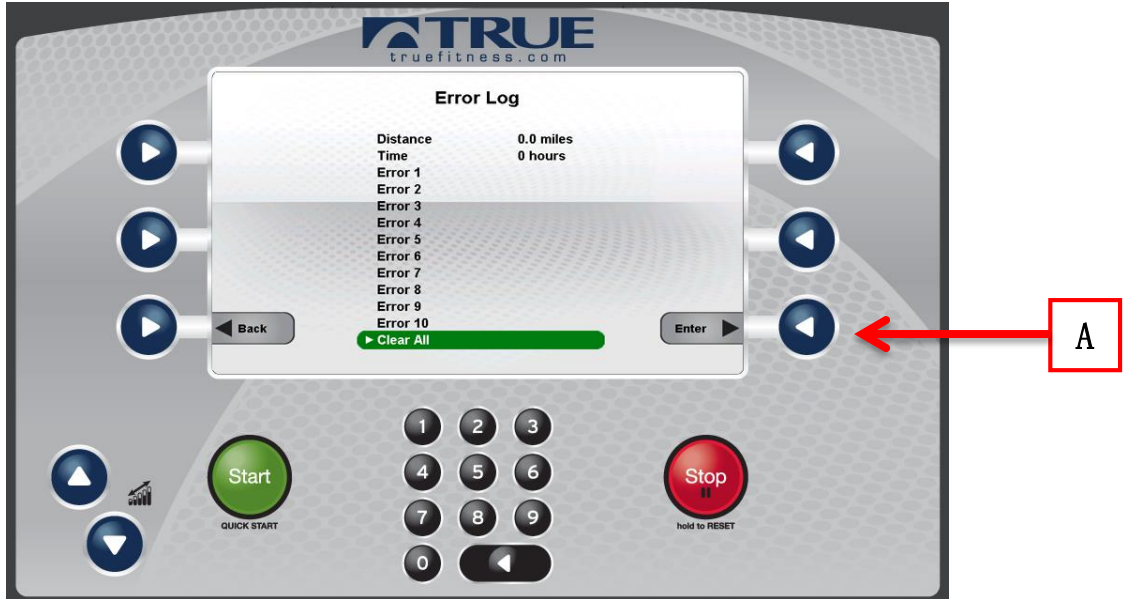 TRUE
truefitness.com
Error Log
Distance 0.0 miles
Time 0 hours
Error 1
Error 2
Error 3
Error 4
Error 5
Error 6
Error 7
Error 8
Error 9
Error 10
Clear All
Back
Enter
A
1 2 3
4 5 6
7 8 9
0
Start
QUICK START
Stop
hold to RESET